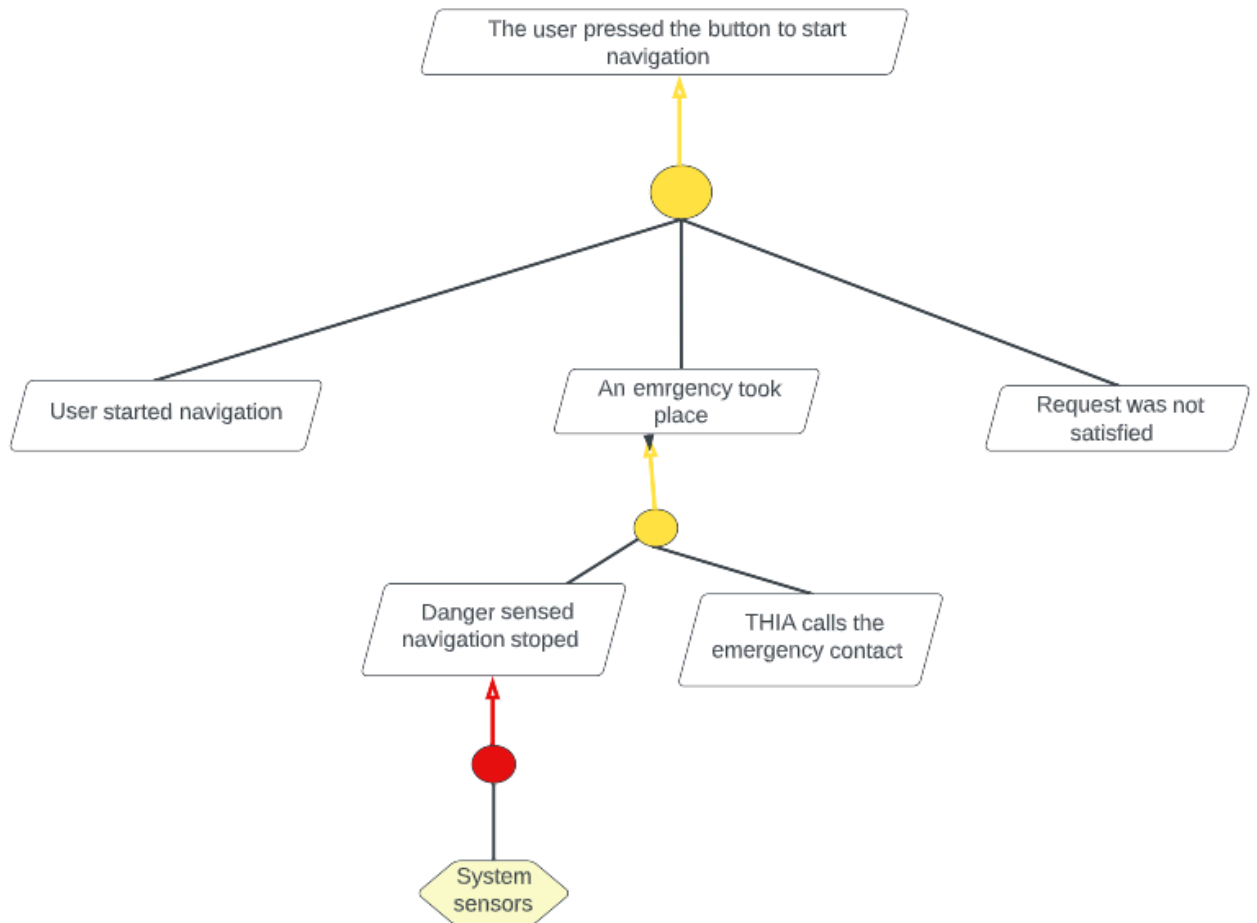 The user pressed the button to start
navigation
User started navigation
An emrgency took
place
Request was not
satisfied
Danger sensed
navigation stoped
THIA calls the
emergency contact
System
sensors